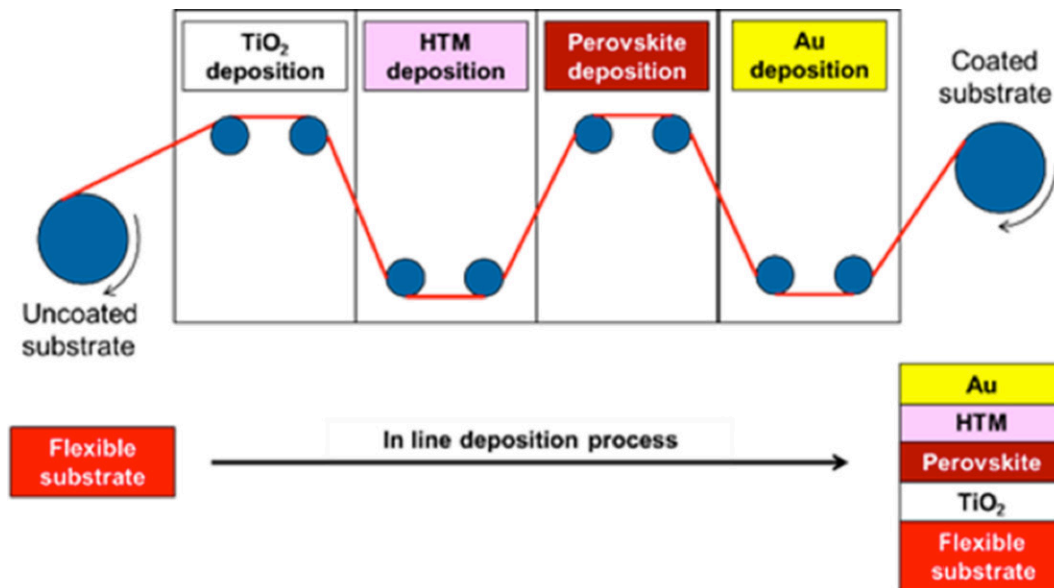 TiO₂
deposition
HTM
deposition
Perovskite
deposition
Au
deposition
Coated
substrate
Uncoated
substrate
Flexible
substrate
In line deposition process
Au
HTM
Perovskite
TiO₂
Flexible
substrate